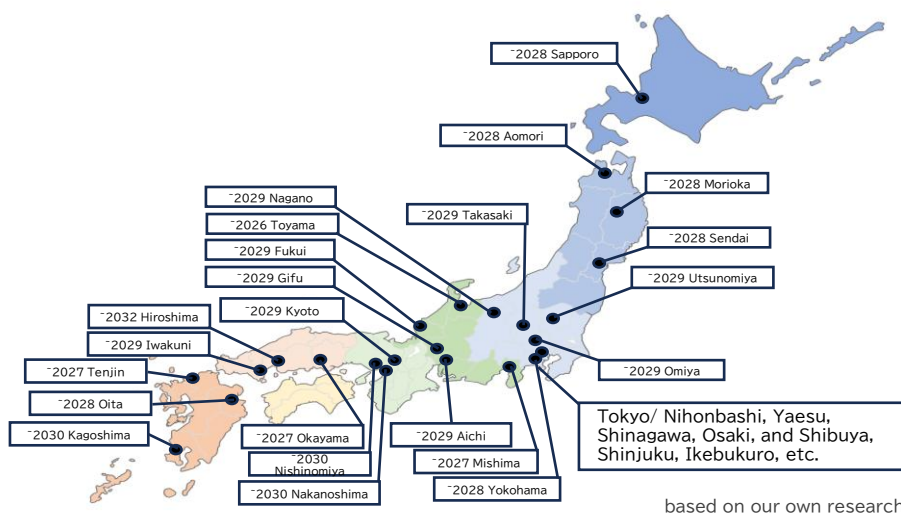 ~2028 Sapporo
~2028 Aomori
~2028 Morioka
~2029 Nagano
~2029 Takasaki
~2026 Toyama
~2028 Sendai
~2029 Fukui
~2029 Gifu
~2029 Utsunomiya
~2029 Kyoto
~2032 Hiroshima
~2029 Iwakuni
~2027 Tenjin
~2029 Omiya
~2028 Oita
~2030 Kagoshima
~2027 Okayama
~2029 Aichi
~2030
Nishinomiya
~2027 Mishima
~2030 Nakanoshima
~2028 Yokohama
Tokyo/ Nihonbashi, Yaesu,
Shinagawa, Osaki, and Shibuya,
Shinjuku, Ikebukuro, etc.
based on our own research